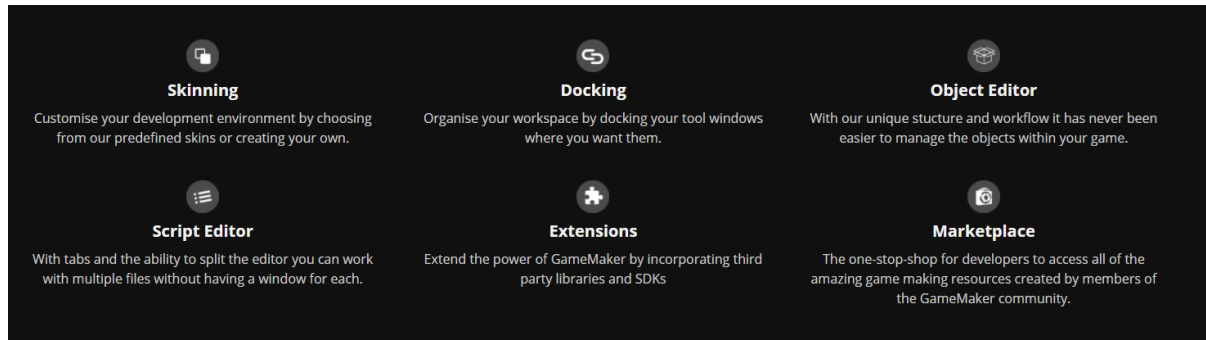 Skinning
Customise your development environment by choosing
from our predefined skins or creating your own.
Docking
Organise your workspace by docking your tool windows
where you want them.
Object Editor
With our unique stucture and workflow it has never been
easier to manage the objects within your game.
Script Editor
With tabs and the ability to split the editor you can work
with multiple files without having a window for each.
Extensions
Extend the power of GameMaker by incorporating third
party libraries and SDKs
Marketplace
The one-stop-shop for developers to access all of the
amazing game making resources created by members of
the GameMaker community.